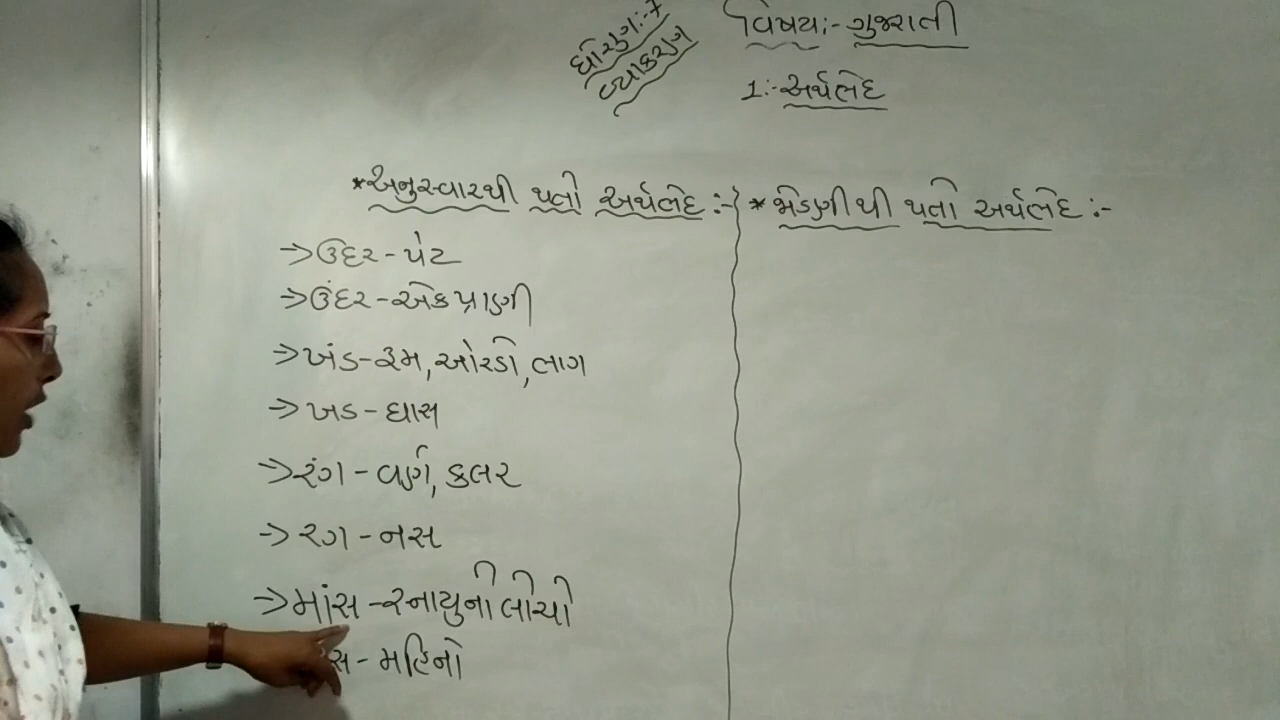 ધોરણ:-7
વ્યાકરણ
વિષય:- ગુજરાતી
1:- અર્થભેદ
*અનુસ્વારથી થતો અર્થભેદ:-
→ ઉદર - પેટ
→ ઉંદર - એક પ્રાણી
→ ખંડ - રૂમ, ઓરડો, ભાગ
→ ખડ - ઘાસ
→ રંગ - વર્ણ, કલર
→ રગ - નસ
→ માંસ - સ્નાયુની લોચો
સ - મહિનો
* જોડણીથી થતો અર્થભેદ:-